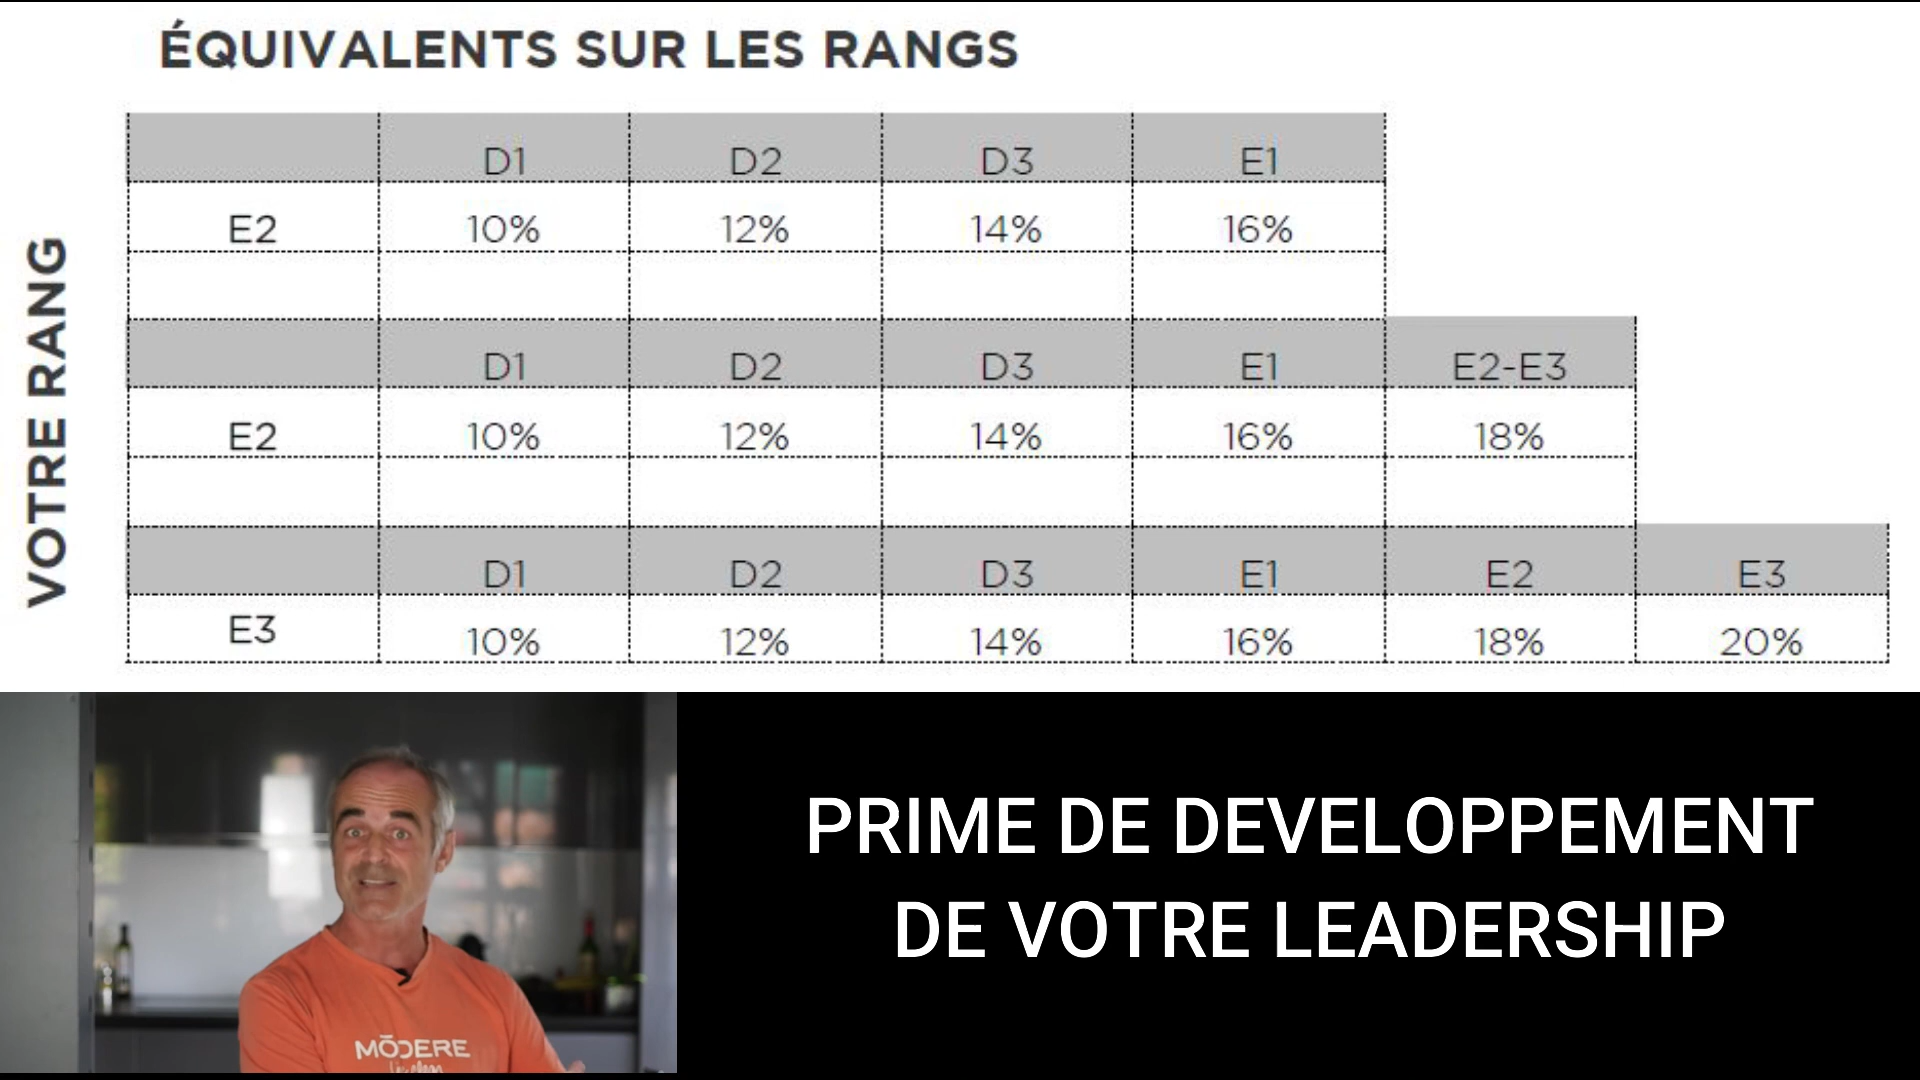 ÉQUIVALENTS SUR LES RANGS
VOTRE RANG
D1 D2 D3 E1
E2 10% 12% 14% 16%
D1 D2 D3 E1 E2-E3
E2 10% 12% 14% 16% 18%
D1 D2 D3 E1 E2 E3
E3 10% 12% 14% 16% 18% 20%
MŌDERE
PRIME DE DEVELOPPEMENT
DE VOTRE LEADERSHIP